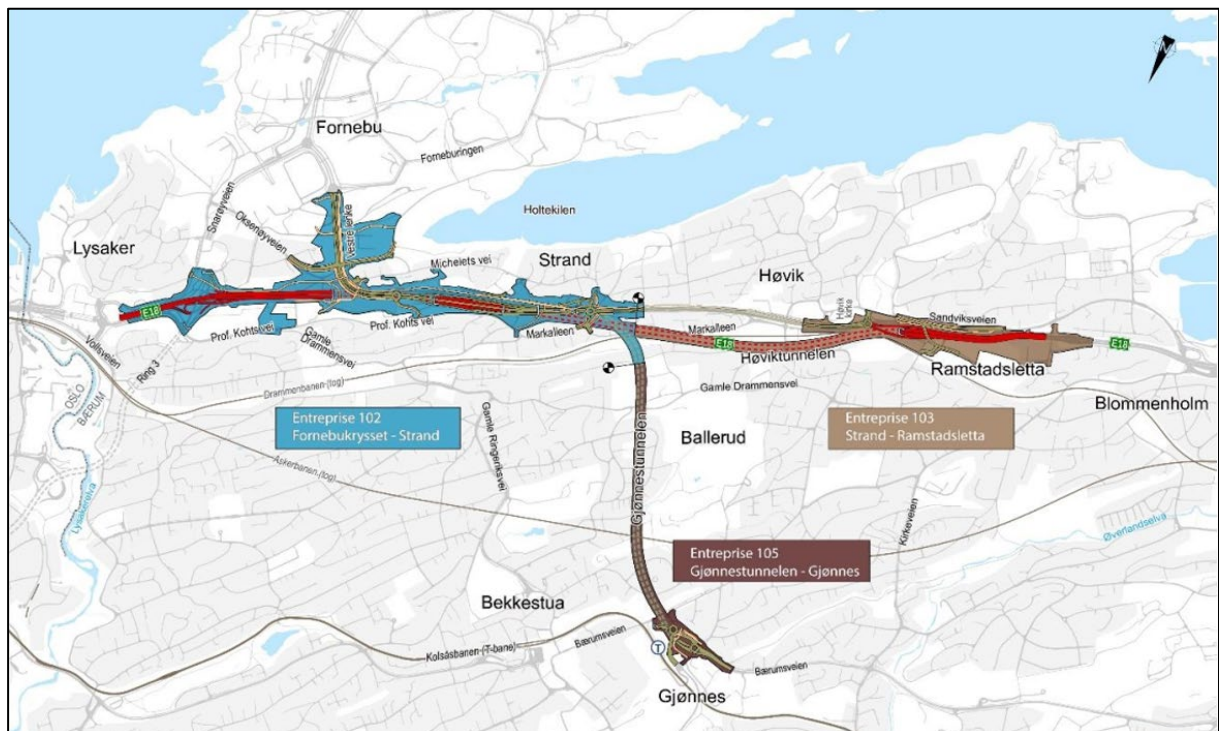 N
Fornebu
Forneburingen
Snarøyveien
Oksenøyveien
Vestre lenke
Holtekilen
Lysaker
Michelets vei
Strand
Høvik
Høvik
kirke
Sandviksveien
E18
Prof. Kohts vei
Gamle
Drammensvei
Prof. Kohts vei
Markalleen
Markalleen
E18
Høviktunnelen
E18
Ramstadsletta
Vollsveien
Ring 3
Drammenbanen (tog)
Gamle Drammensvei
Blommenholm
OSLO
BÆRUM
Entreprise 102
Fornebukrysset - Strand
Gamle Ringeriksvei
Ballerud
Entreprise 103
Strand - Ramstadsletta
Gjønnestunnelen
Askerbanen (tog)
Kirkeveien
Lysakerelva
Øverlandselva
Entreprise 105
Gjønnestunnelen - Gjønnes
Bekkestua
Kolsåsbanen (T-bane)
Bærumsveien
T
Bærumsveien
Gjønnes